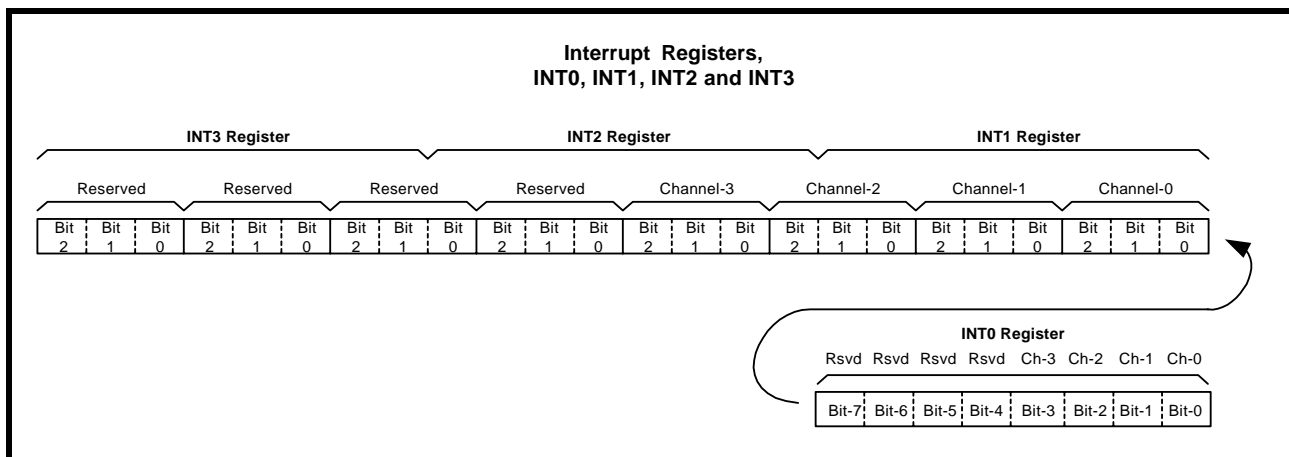 Interrupt Registers,
INT0, INT1, INT2 and INT3
INT3 Register INT2 Register INT1 Register
Reserved Reserved Reserved Reserved Channel-3 Channel-2 Channel-1 Channel-0
Bit Bit Bit Bit Bit Bit Bit Bit Bit Bit Bit Bit Bit Bit Bit Bit Bit Bit Bit Bit Bit Bit Bit Bit
2 1 0 2 1 0 2 1 0 2 1 0 2 1 0 2 1 0 2 1 0 2 1 0
INT0 Register
Rsvd Rsvd Rsvd Rsvd Ch-3 Ch-2 Ch-1 Ch-0
Bit-7 Bit-6 Bit-5 Bit-4 Bit-3 Bit-2 Bit-1 Bit-0